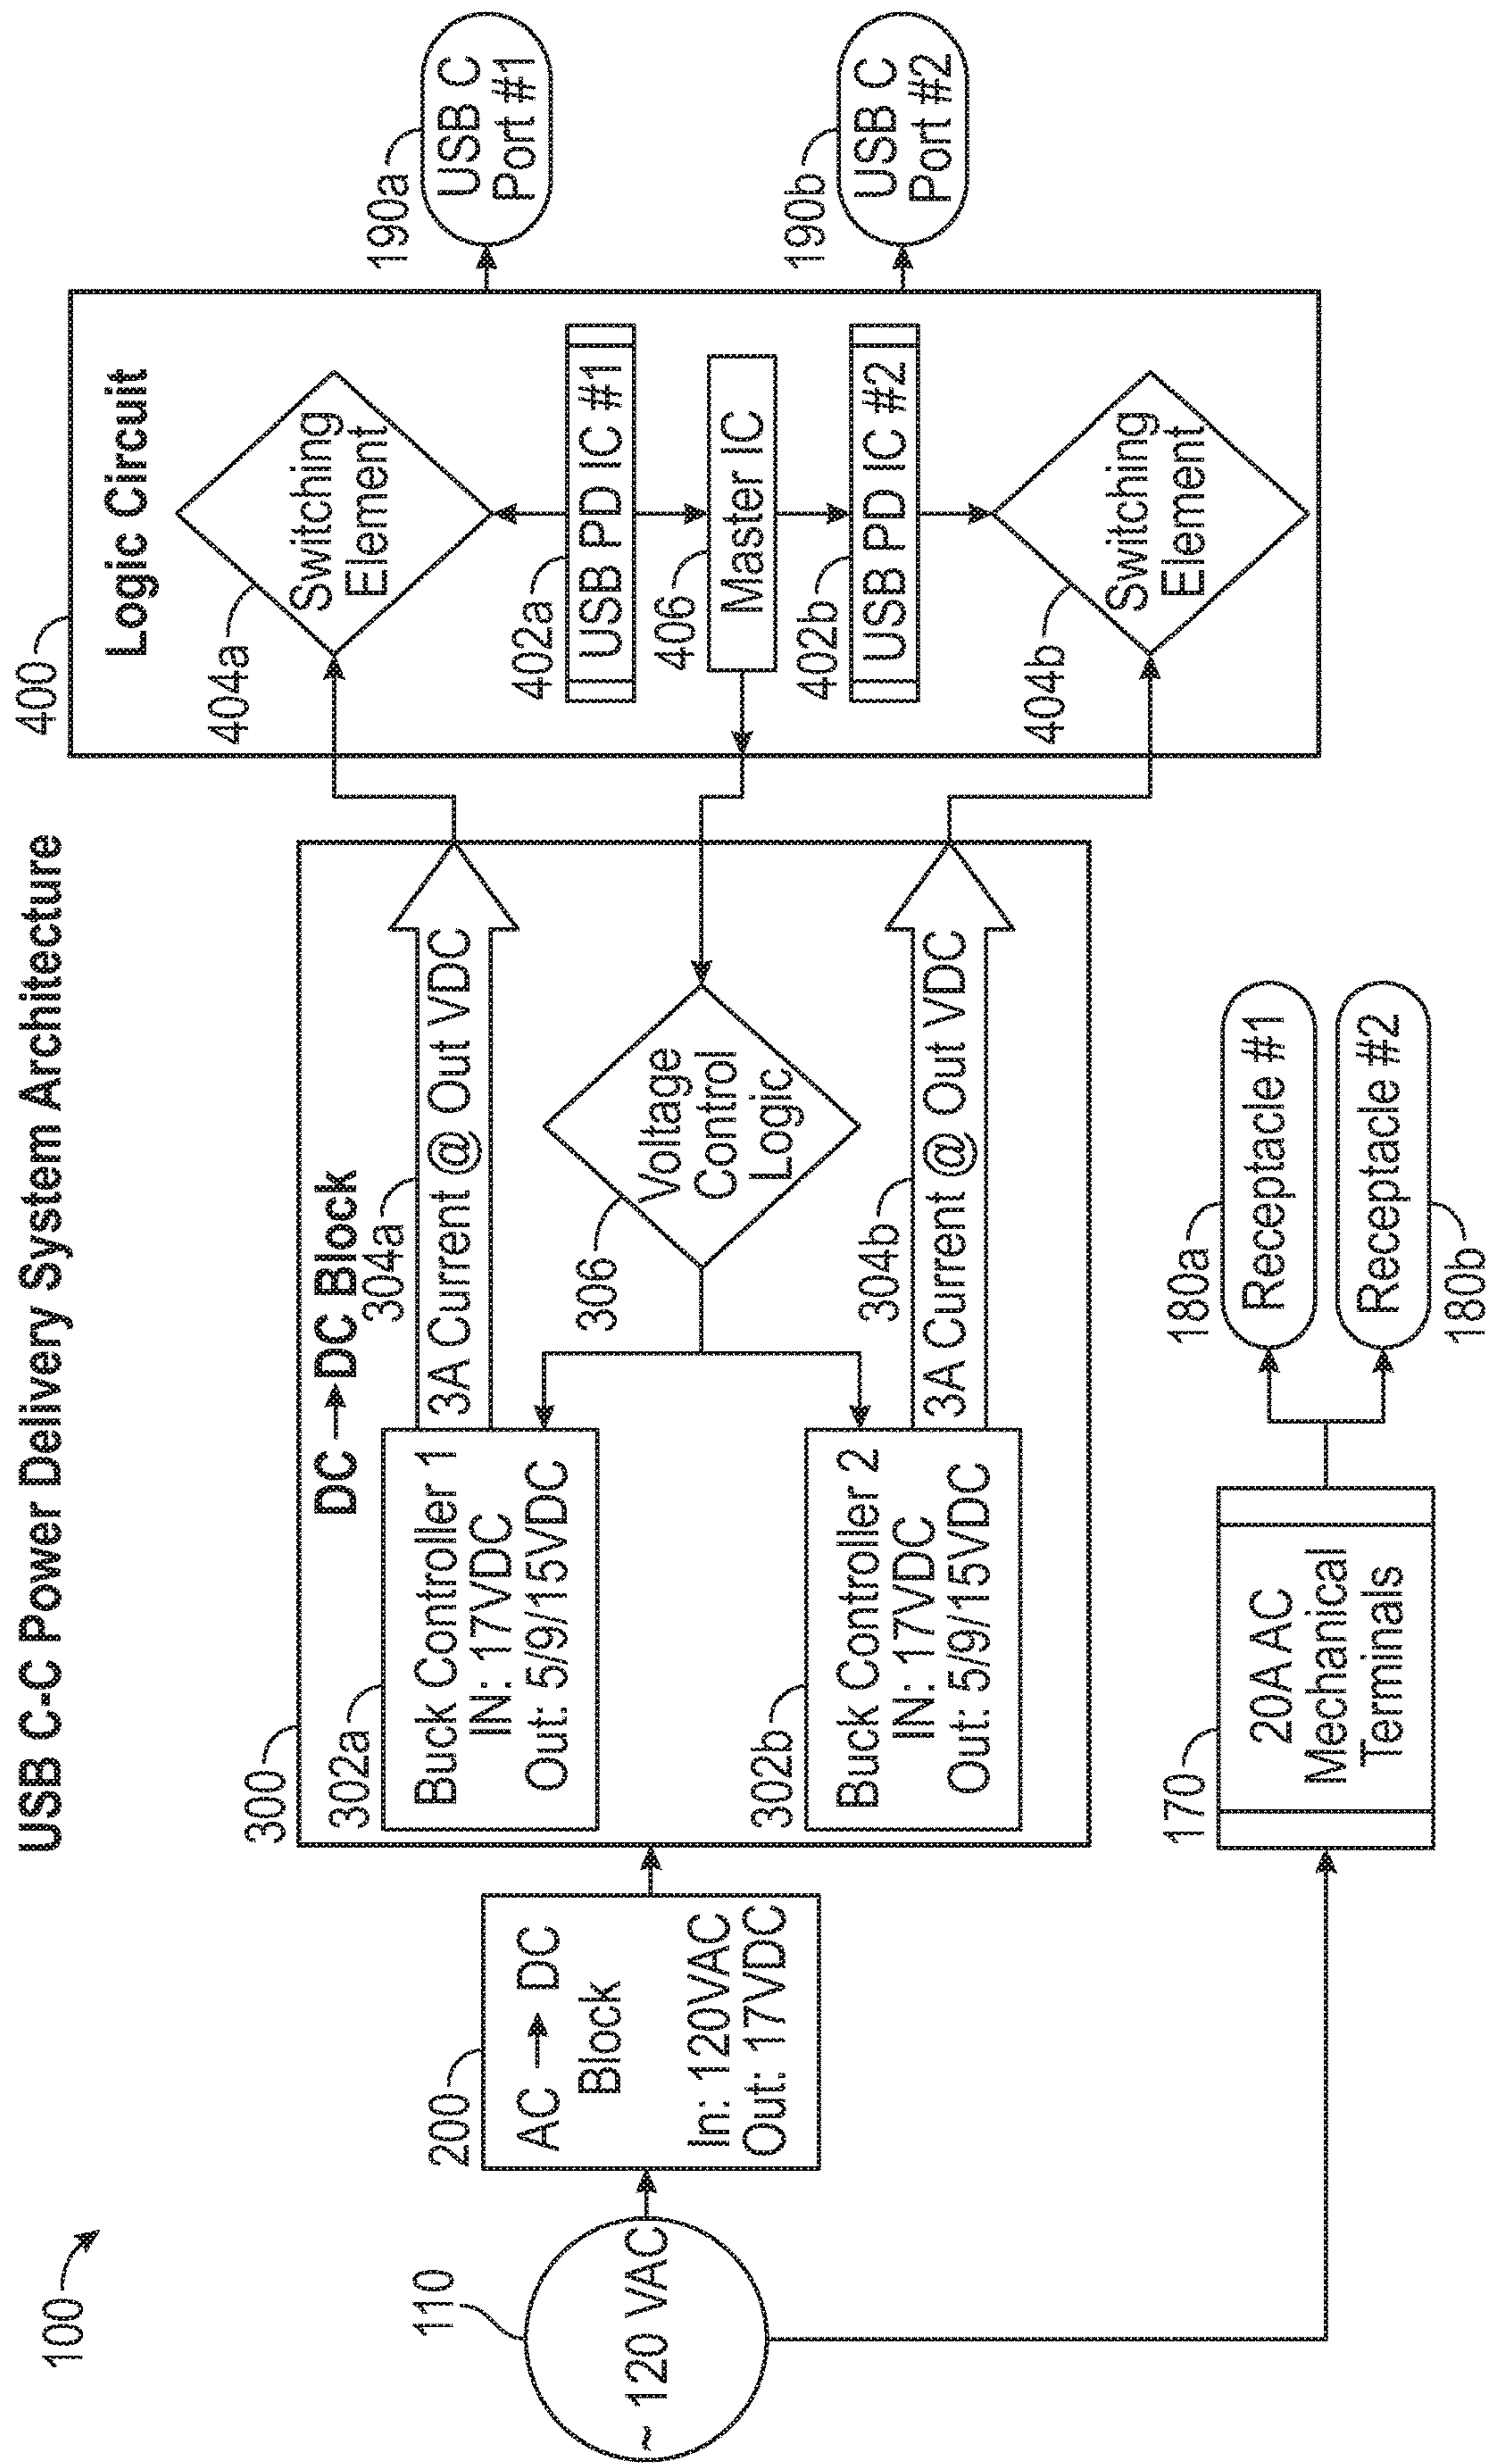 USB C-C Power Delivery System Architecture
100
110
~ 120 VAC
200
AC → DC
Block
In: 120VAC
Out: 17VDC
300
DC → DC Block
302a
Buck Controller 1
IN: 17VDC
Out: 5/9/15VDC
304a
3A Current @ Out VDC
306
Voltage
Control
Logic
302b
Buck Controller 2
IN: 17VDC
Out: 5/9/15VDC
304b
3A Current @ Out VDC
400
Logic Circuit
404a
Switching
Element
402a
USB PD IC #1
406
Master IC
402b
USB PD IC #2
404b
Switching
Element
190a
USB C
Port #1
190b
USB C
Port #2
170
20A AC
Mechanical
Terminals
180a
Receptacle #1
Receptacle #2
180b